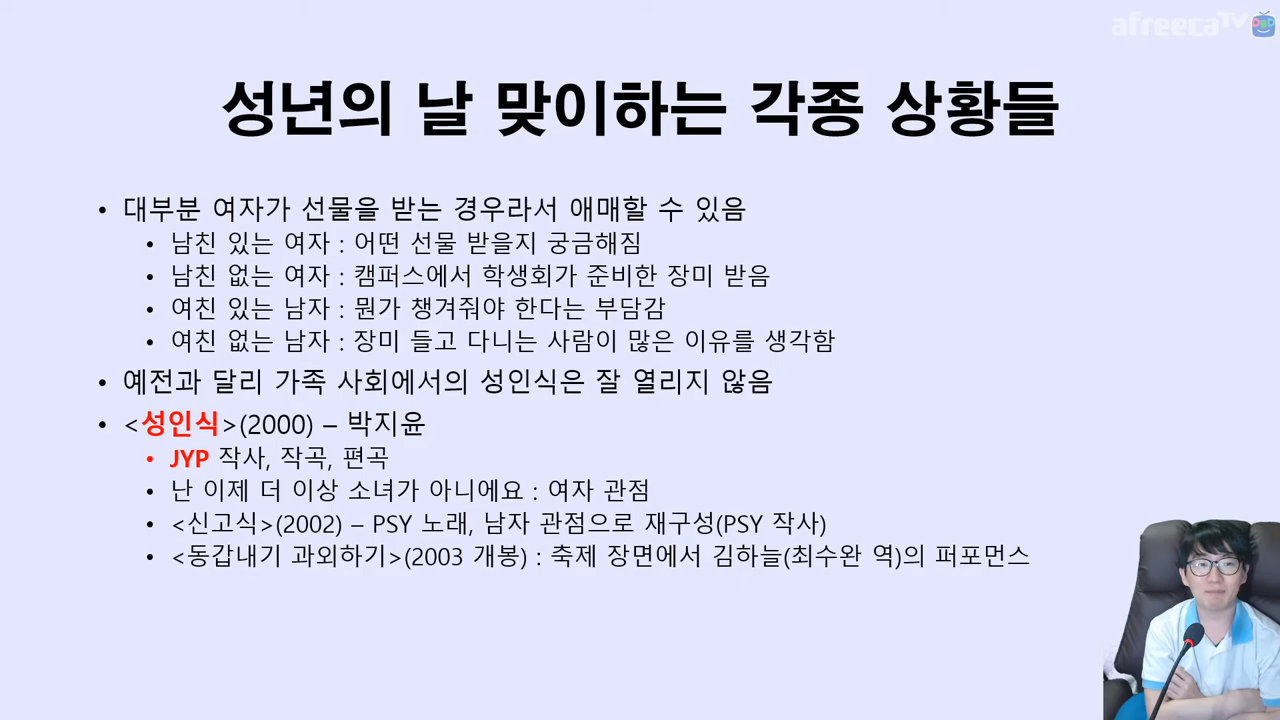 afreecaTV
성년의 날 맞이하는 각종 상황들
• 대부분 여자가 선물을 받는 경우라서 애매할 수 있음
• 남친 있는 여자 : 어떤 선물 받을지 궁금해짐
• 남친 없는 여자 : 캠퍼스에서 학생회가 준비한 장미 받음
• 여친 있는 남자 : 뭔가 챙겨줘야 한다는 부담감
• 여친 없는 남자 : 장미 들고 다니는 사람이 많은 이유를 생각함
• 예전과 달리 가족 사회에서의 성인식은 잘 열리지 않음
• <성인식>(2000) – 박지윤
• JYP 작사, 작곡, 편곡
• 난 이제 더 이상 소녀가 아니에요 : 여자 관점
• <신고식>(2002) – PSY 노래, 남자 관점으로 재구성(PSY 작사)
• <동갑내기 과외하기>(2003 개봉) : 축제 장면에서 김하늘(최수완 역)의 퍼포먼스